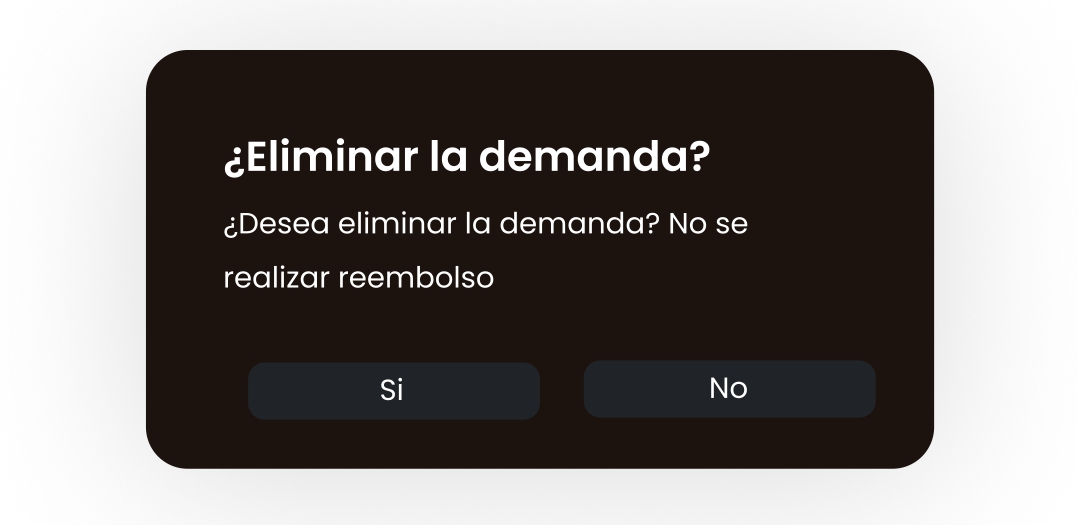 ¿Eliminar la demanda?
¿Desea eliminar la demanda? No se
realizar reembolso
Si
No